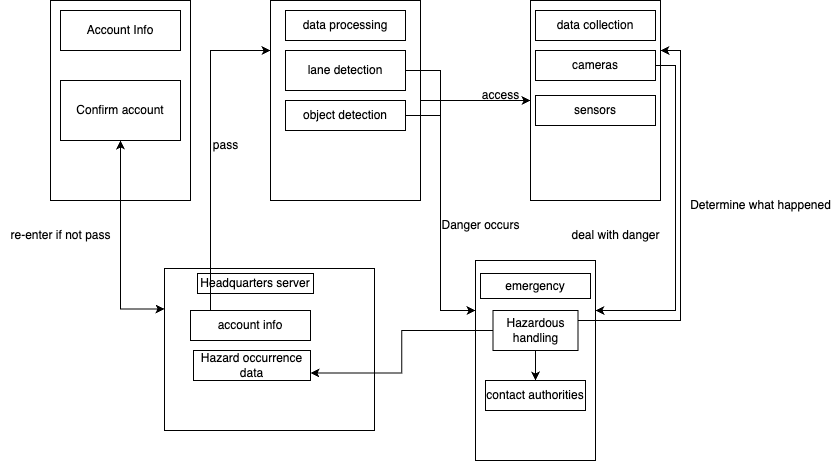 Account Info
Confirm account
data processing
lane detection
object detection
data collection
cameras
sensors
access
pass
re-enter if not pass
Danger occurs
deal with danger
Determine what happened
Headquarters server
account info
Hazard occurrence
data
emergency
Hazardous
handling
contact authorities